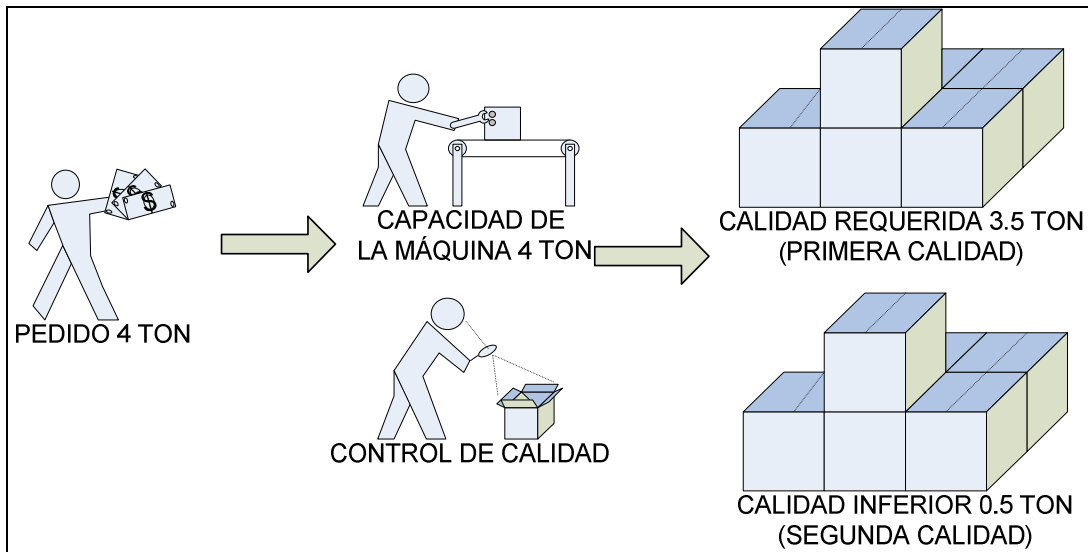 PEDIDO 4 TON
CAPACIDAD DE
LA MÁQUINA 4 TON
CONTROL DE CALIDAD
CALIDAD REQUERIDA 3.5 TON
(PRIMERA CALIDAD)
CALIDAD INFERIOR 0.5 TON
(SEGUNDA CALIDAD)
$
$
$